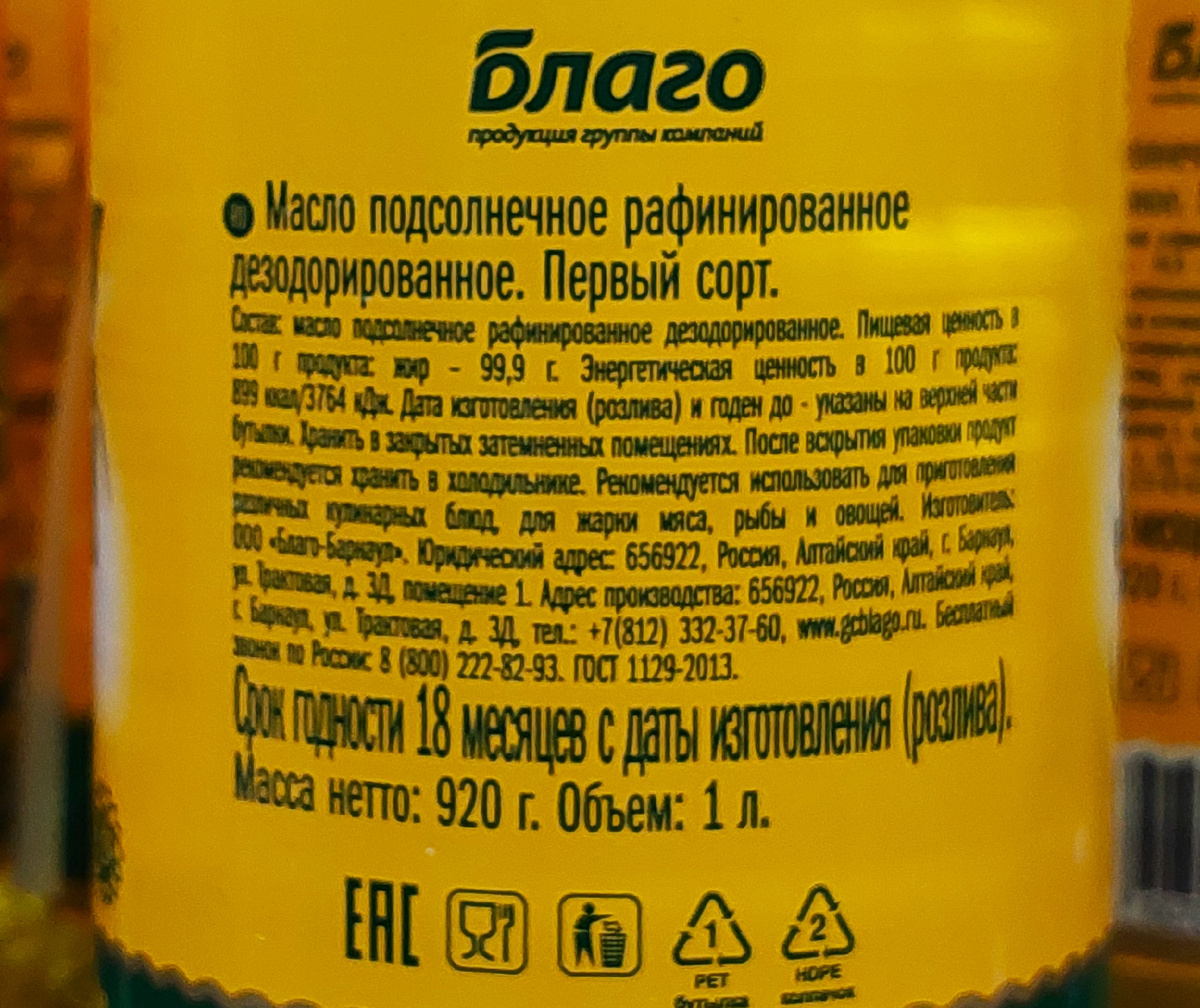 благо
продукция группы компаний
Масло подсолнечное рафинированное
дезодорированное. Первый сорт.
Состав: масло подсолнечное рафинированное дезодорированное. Пищевая ценность в
100 г продукта: жир - 99,9 г. Энергетическая ценность в 100 г продукта:
899 ккал/3764 кДж. Дата изготовления (розлива) и годен до - указаны на верхней части
бутылки. Хранить в закрытых затемненных помещениях. После вскрытия упаковки продукт
рекомендуется хранить в холодильнике. Рекомендуется использовать для приготовления
различных кулинарных блюд, для жарки мяса, рыбы и овощей. Изготовитель:
ООО «Благо-Барнаул». Юридический адрес: 656922, Россия, Алтайский край, г. Барнаул,
ул. Трактовая, д. 3Д, помещение 1. Адрес производства: 656922, Россия, Алтайский край,
г. Барнаул, ул. Трактовая, д. 3Д, тел.: +7(812) 332-37-60, www.gcblago.ru. Бесплатный
звонок по России: 8 (800) 222-82-93. ГОСТ 1129-2013.
Срок годности 18 месяцев с даты изготовления (розлива).
Масса нетто: 920 г. Объем: 1 л.
EAC
1 2
PET HDPE
бутылка колпачок